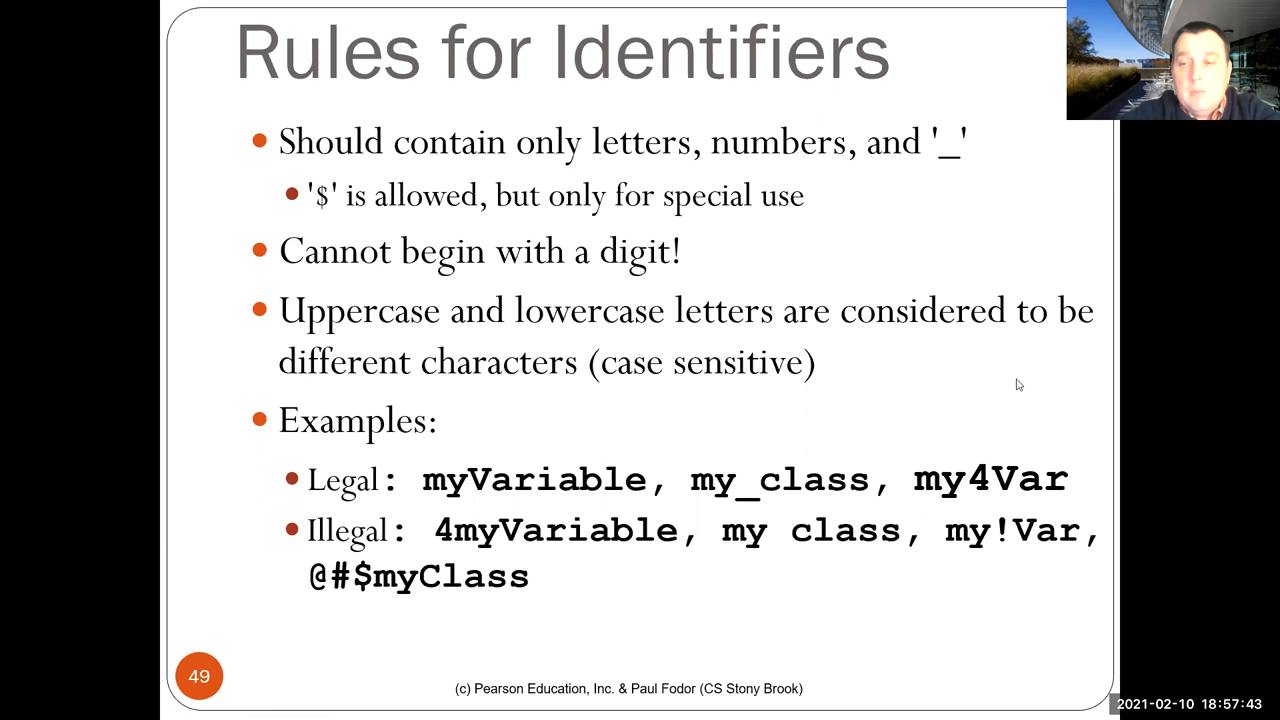 Rules for Identifiers
Should contain only letters, numbers, and '_'
'$' is allowed, but only for special use
Cannot begin with a digit!
Uppercase and lowercase letters are considered to be
different characters (case sensitive)
Examples:
Legal: myVariable, my_class, my4Var
Illegal: 4myVariable, my class, my!Var,
@#$myClass
49
(c) Pearson Education, Inc. & Paul Fodor (CS Stony Brook)
2021-02-10 18:57:43